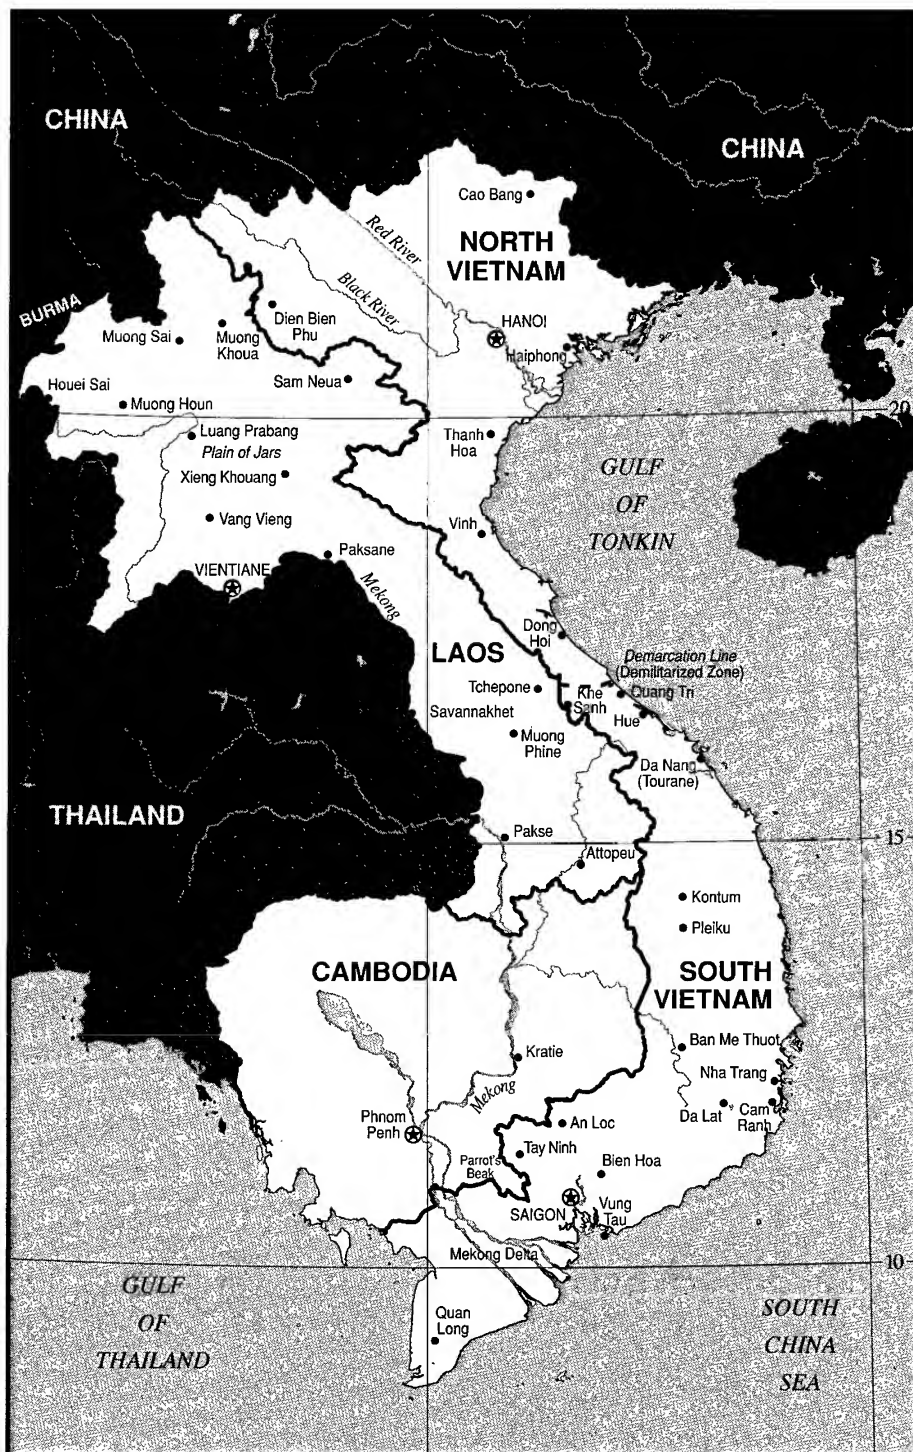 CHINA
CHINA
Cao Bang
Red River
NORTH
VIETNAM
Black River
BURMA
Dien Bien
Phu
HANOI
Muong Sai
Muong
Khoua
Haiphong
Houei Sai
Sam Neua
Muong Houn
20
Luang Prabang
Thanh
Hoa
Plain of Jars
GULF
OF
TONKIN
Xieng Khouang
Vang Vieng
Vinh
Paksane
VIENTIANE
Mekong
Dong
Hoi
LAOS
Demarcation Line
(Demilitarized Zone)
Tchepone
Khe
Sanh
Quang Tri
Savannakhet
Hue
Muong
Phine
Da Nang
(Tourane)
THAILAND
Pakse
15
Attopeu
Kontum
Pleiku
CAMBODIA
SOUTH
VIETNAM
Ban Me Thuot
Kratie
Nha Trang
Mekong
Da Lat
Cam
Ranh
Phnom
Penh
An Loc
Tay Ninh
Parrot's
Beak
Bien Hoa
SAIGON
Vung
Tau
Mekong Delta
10
GULF
OF
THAILAND
Quan
Long
SOUTH
CHINA
SEA